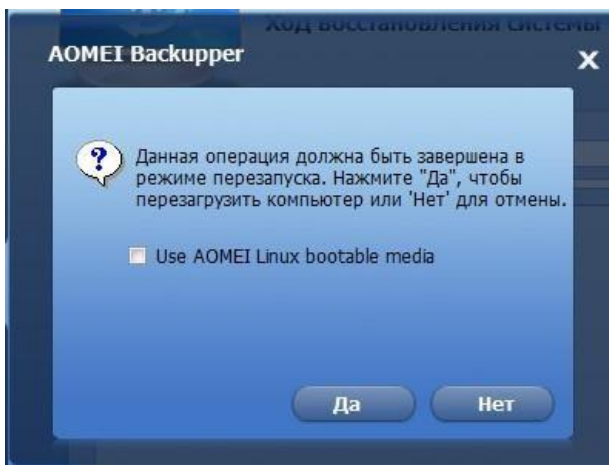 Ход восстановления системы
AOMEI Backupper
X
?
Данная операция должна быть завершена в
режиме перезапуска. Нажмите "Да", чтобы
перезагрузить компьютер или 'Нет' для отмены.
Use AOMEI Linux bootable media
Да
Нет